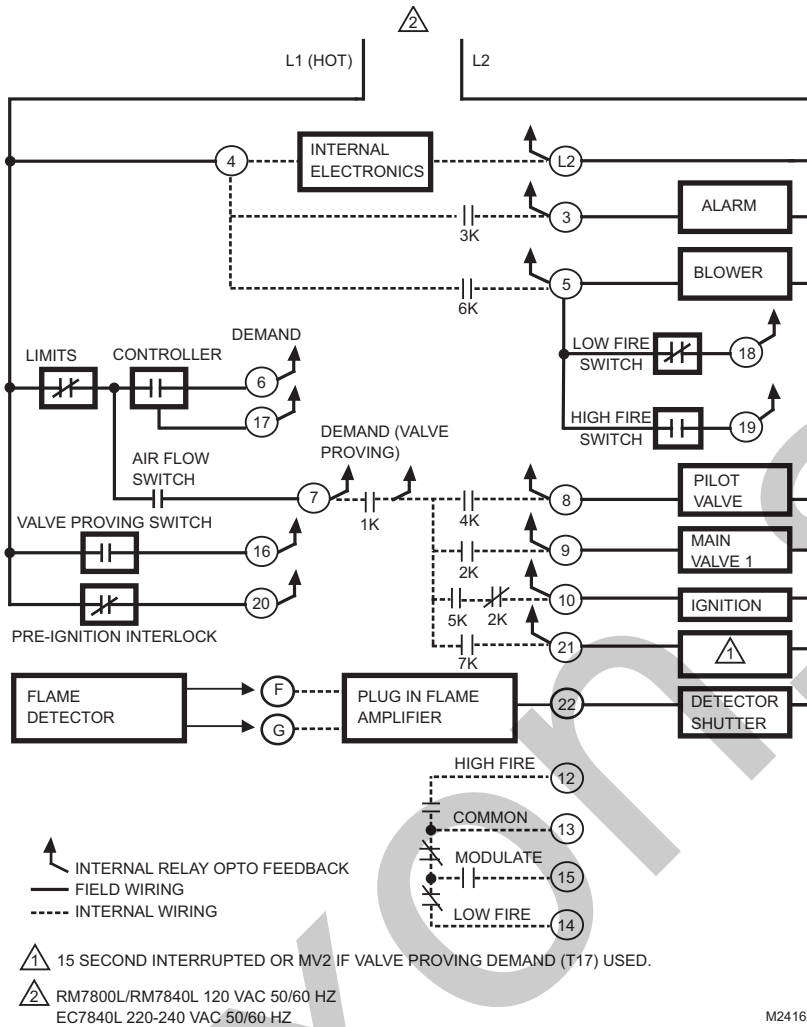 2
L1 (HOT)
L2
4
INTERNAL
ELECTRONICS
L2
3K
3
ALARM
6K
5
BLOWER
DEMAND
LIMITS
CONTROLLER
6
17
LOW FIRE
SWITCH
18
HIGH FIRE
SWITCH
19
AIR FLOW
SWITCH
DEMAND (VALVE
PROVING)
7
1K
4K
8
PILOT
VALVE
VALVE PROVING SWITCH
16
2K
9
MAIN
VALVE 1
20
5K
2K
10
IGNITION
PRE-IGNITION INTERLOCK
7K
21
1
FLAME
DETECTOR
F
G
PLUG IN FLAME
AMPLIFIER
22
DETECTOR
SHUTTER
HIGH FIRE
12
COMMON
13
MODULATE
15
LOW FIRE
14
INTERNAL RELAY OPTO FEEDBACK
FIELD WIRING
INTERNAL WIRING
1 15 SECOND INTERRUPTED OR MV2 IF VALVE PROVING DEMAND (T17) USED.
2 RM7800L/RM7840L 120 VAC 50/60 HZ
EC7840L 220-240 VAC 50/60 HZ
M2416